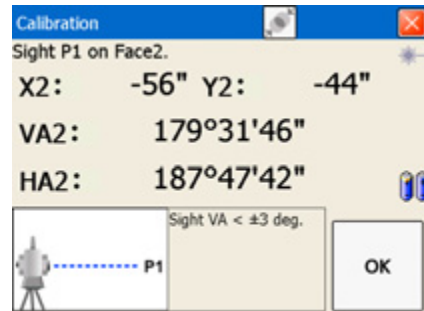 Calibration
Sight P1 on Face2.
X2: -56" Y2: -44"
VA2: 179°31'46"
HA2: 187°47'42"
Sight VA < ±3 deg.
P1
OK